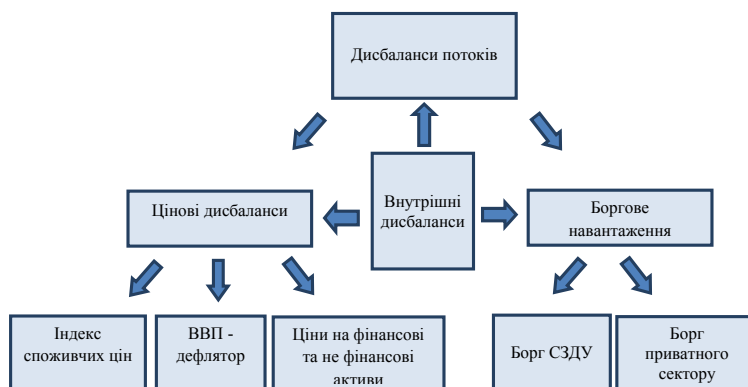 Дисбаланси потоків
Цінові дисбаланси
Внутрішні
дисбаланси
Боргове
навантаження
Індекс
споживчих цін
ВВП -
дефлятор
Ціни на фінансові
та не фінансові
активи
Борг СЗДУ
Борг
приватного
сектору